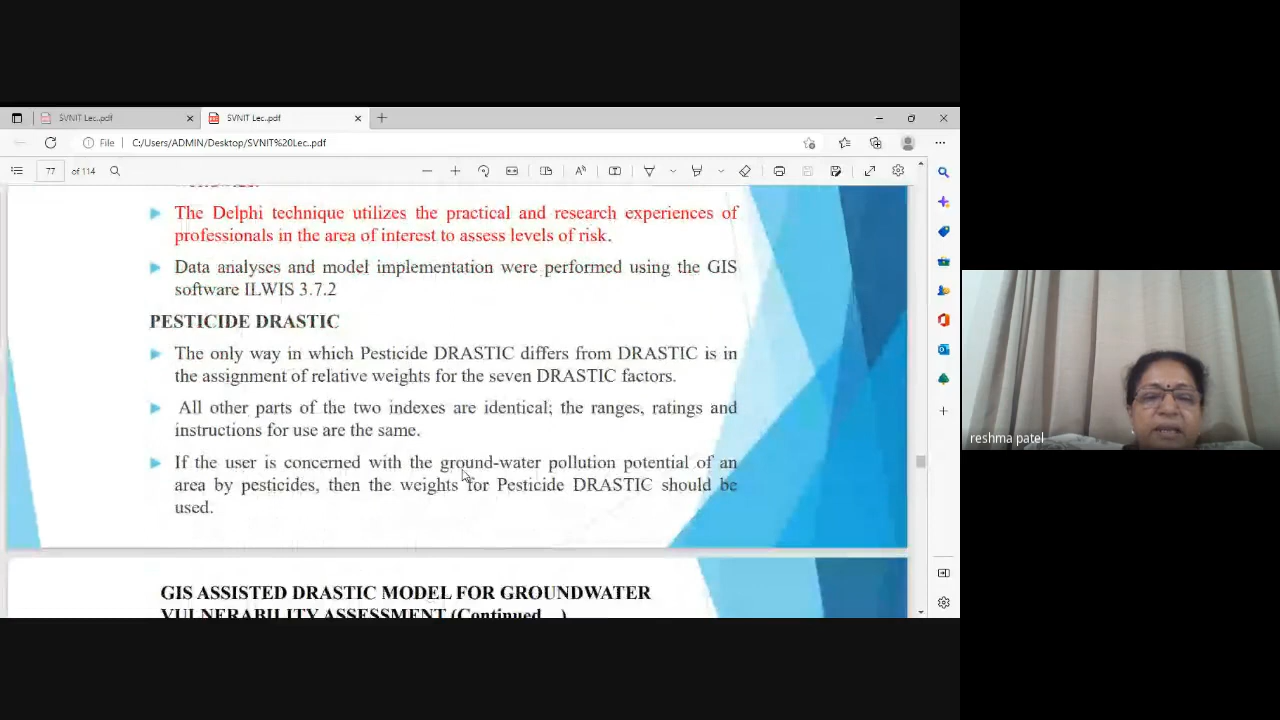 SVNIT Lec..pdf
SVNIT Lec..pdf
File
C:/Users/ADMIN/Desktop/SVNIT%20Lec..pdf
77 of 114
The Delphi technique utilizes the practical and research experiences of
professionals in the area of interest to assess levels of risk.
Data analyses and model implementation were performed using the GIS
software ILWIS 3.7.2
PESTICIDE DRASTIC
The only way in which Pesticide DRASTIC differs from DRASTIC is in
the assignment of relative weights for the seven DRASTIC factors.
All other parts of the two indexes are identical; the ranges, ratings and
instructions for use are the same.
If the user is concerned with the ground-water pollution potential of an
area by pesticides, then the weights for Pesticide DRASTIC should be
used.
GIS ASSISTED DRASTIC MODEL FOR GROUNDWATER
VULNERABILITY ASSESSMENT (Continued…)
reshma patel